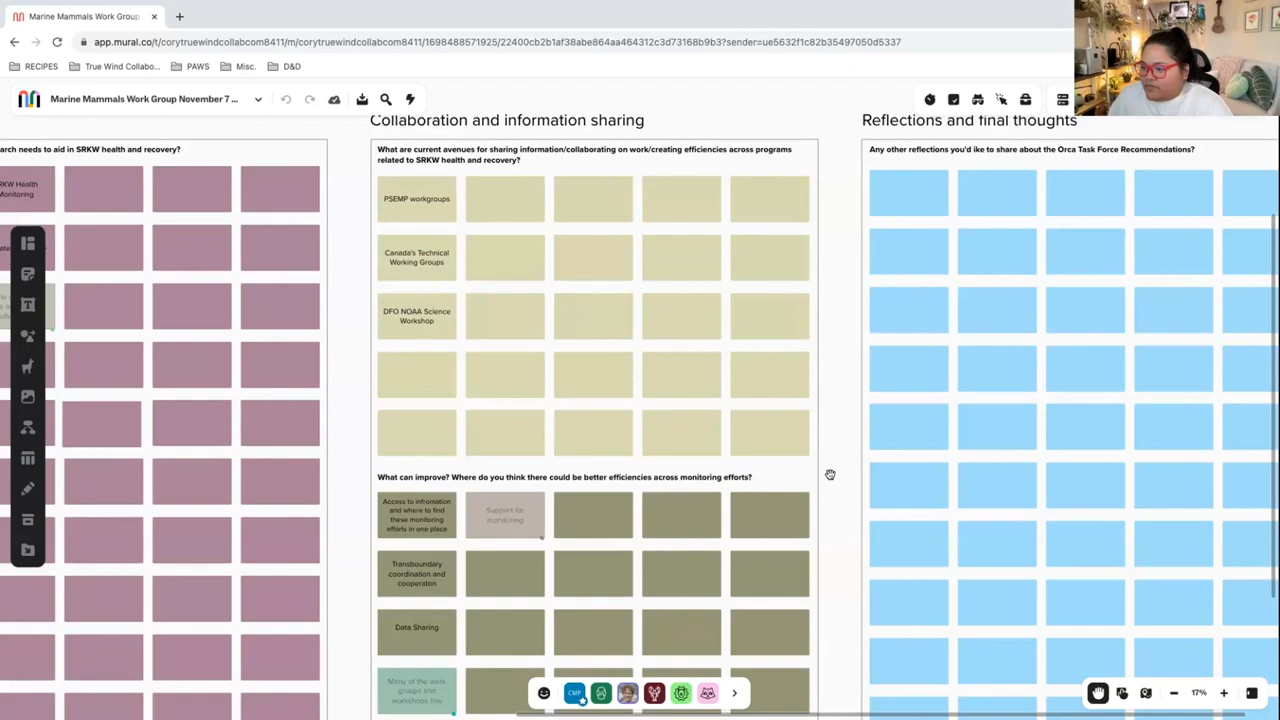 Marine Mammals Work Group
app.mural.co/t/corytruewindcollabcom8411/m/corytruewindcollabcom8411/1698488571925/22400cb2b1af38abe864aa464312c3d73168b9b3?sender=ue5632f1c82b35497050d5337
RECIPES
True Wind Collabo...
PAWS
Misc.
D&D
Marine Mammals Work Group November 7 ...
Collaboration and information sharing
Reflections and final thoughts
arch needs to aid in SRKW health and recovery?
What are current avenues for sharing information/collaborating on work/creating efficiencies across programs
related to SRKW health and recovery?
Any other reflections you'd like to share about the Orca Task Force Recommendations?
RKW Health
Monitoring
PSEMP workgroups
Canada's Technical
Working Groups
DFO NOAA Science
Workshop
What can improve? Where do you think there could be better efficiencies across monitoring efforts?
Access to infromation
and where to find
these monitoring
efforts in one place
Support for
monitoring
Transboundary
coordination and
cooperaton
Data Sharing
Many of the work
groups and
workshops has
CMP
17%